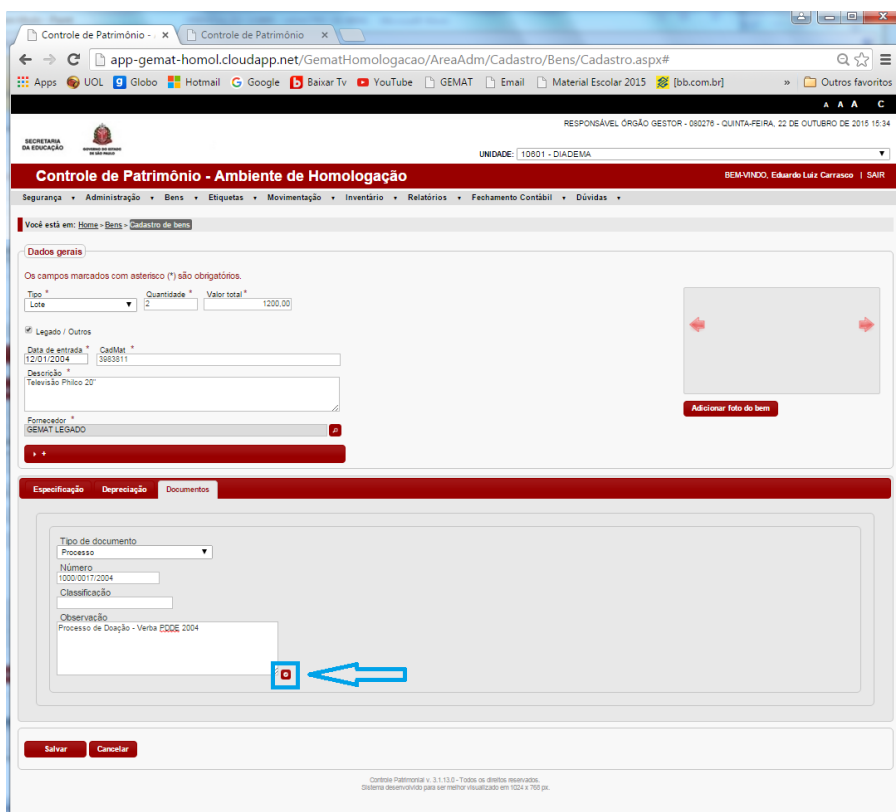 Controle de Patrimônio - A x
Controle de Patrimônio x
app-gemat-homol.cloudapp.net/GematHomologacao/AreaAdm/Cadastro/Bens/Cadastro.aspx#
Apps UOL Globo Hotmail Google Baixar Tv YouTube GEMAT Email Material Escolar 2015 [bb.com.br] » Outros favoritos
A A A C
RESPONSÁVEL ÓRGÃO GESTOR - 080276 - QUINTA-FEIRA, 22 DE OUTUBRO DE 2015 15:34
SECRETARIA
DA EDUCAÇÃO
GOVERNO DO ESTADO
DE SÃO PAULO
UNIDADE: 10601 - DIADEMA
Controle de Patrimônio - Ambiente de Homologação
BEM-VINDO, Eduardo Luiz Carrasco | SAIR
Segurança Administração Bens Etiquetas Movimentação Inventário Relatórios Fechamento Contábil Dúvidas
Você está em: Home > Bens > Cadastro de bens
Dados gerais
Os campos marcados com asterisco (*) são obrigatórios.
Tipo * Quantidade * Valor total *
Lote 2 1200,00
Legado / Outros
Data de entrada * CadMat *
12/01/2004 3983811
Descrição *
Televisão Philco 20"
Adicionar foto do bem
Fornecedor *
GEMAT LEGADO
+
Especificação Depreciação Documentos
Tipo de documento
Processo
Número
1000/0017/2004
Classificação
Observação
Processo de Doação - Verba PDDE 2004
Salvar Cancelar
Controle Patrimonial v. 3.1.13.0 - Todos os direitos reservados.
Sistema desenvolvido para ser melhor visualizado em 1024 x 768 px.